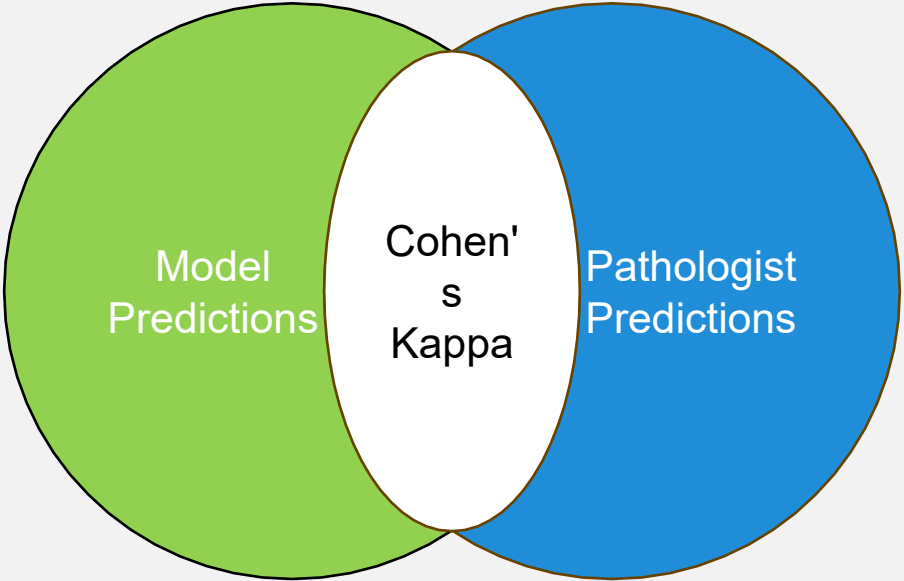 Model
Predictions
Cohen'
s
Kappa
Pathologist
Predictions